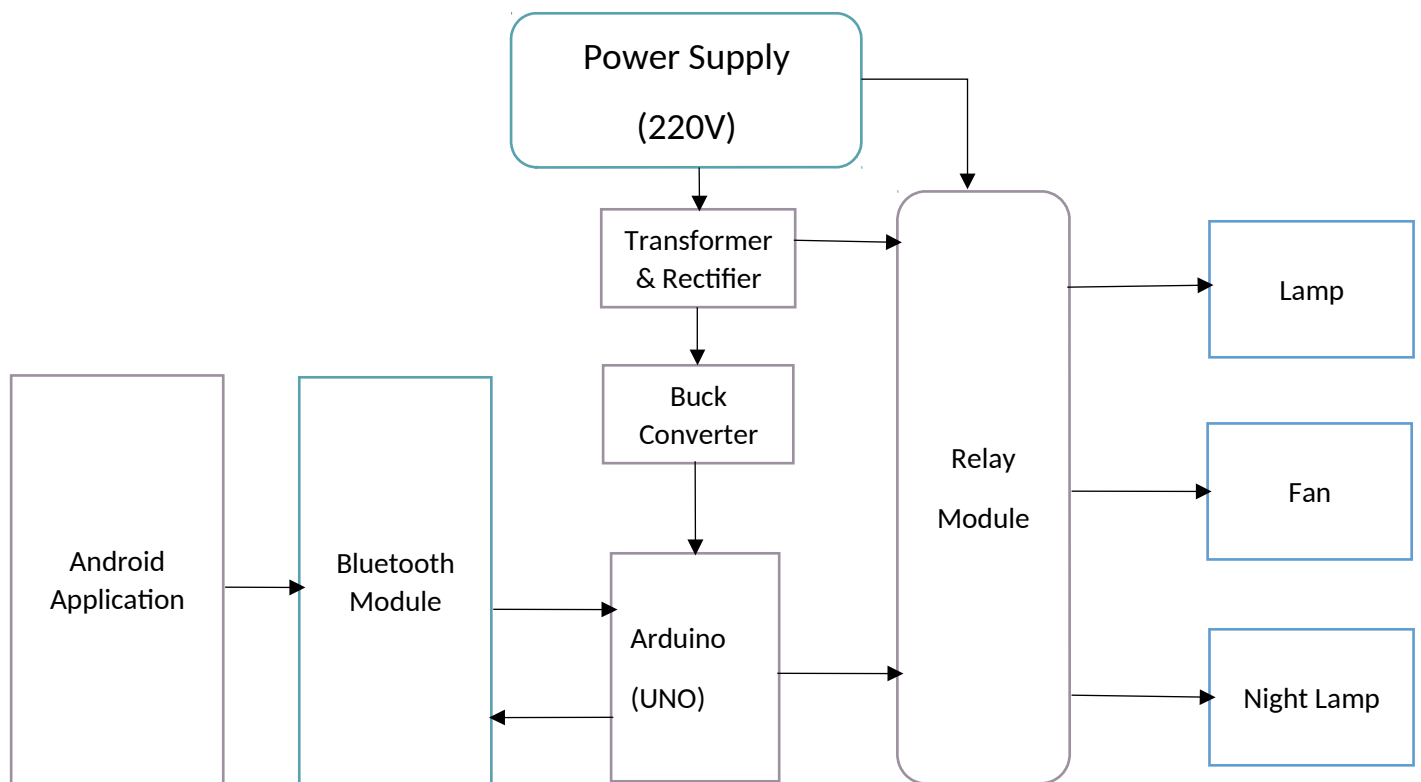 Power Supply
(220V)
Transformer
& Rectifier
Buck
Converter
Android
Application
Bluetooth
Module
Arduino
(UNO)
Relay
Module
Lamp
Fan
Night Lamp